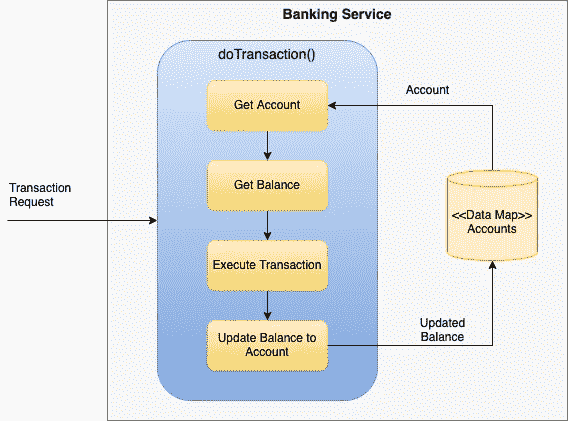 Banking Service
doTransaction()
Get Account
Account
Get Balance
Transaction
Request
<<Data Map>>
Accounts
Execute Transaction
Update Balance to
Account
Updated
Balance